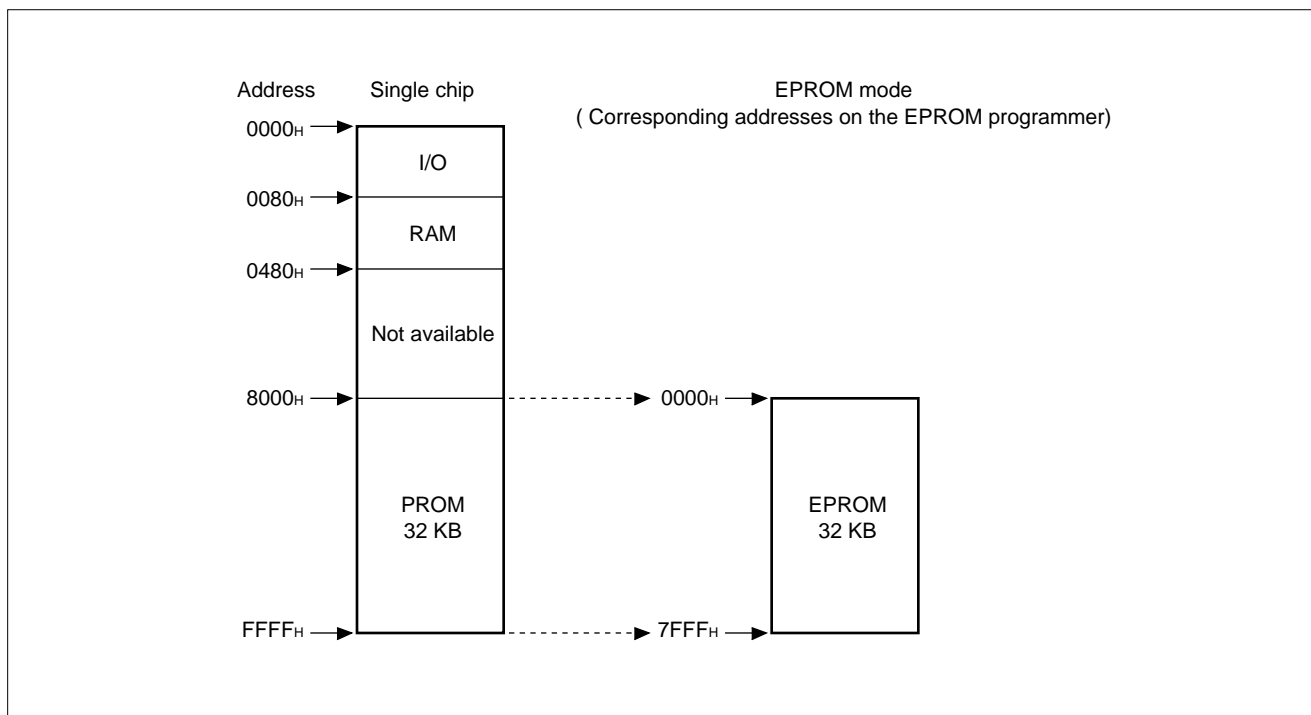 Address Single chip EPROM mode
( Corresponding addresses on the EPROM programmer)
0000H
I/O
0080H
RAM
0480H
Not available
8000H 0000H
PROM
32 KB
EPROM
32 KB
FFFFH 7FFFH